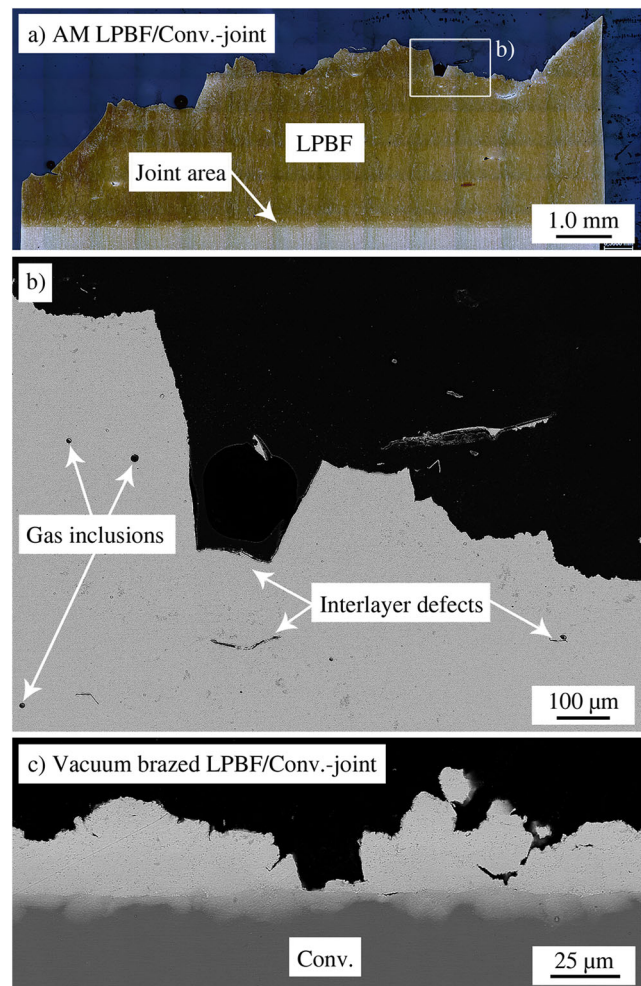 a) AM LPBF/Conv.-joint
b)
LPBF
Joint area
1.0 mm
b)
Gas inclusions
Interlayer defects
100 µm
c) Vacuum brazed LPBF/Conv.-joint
Conv.
25 µm